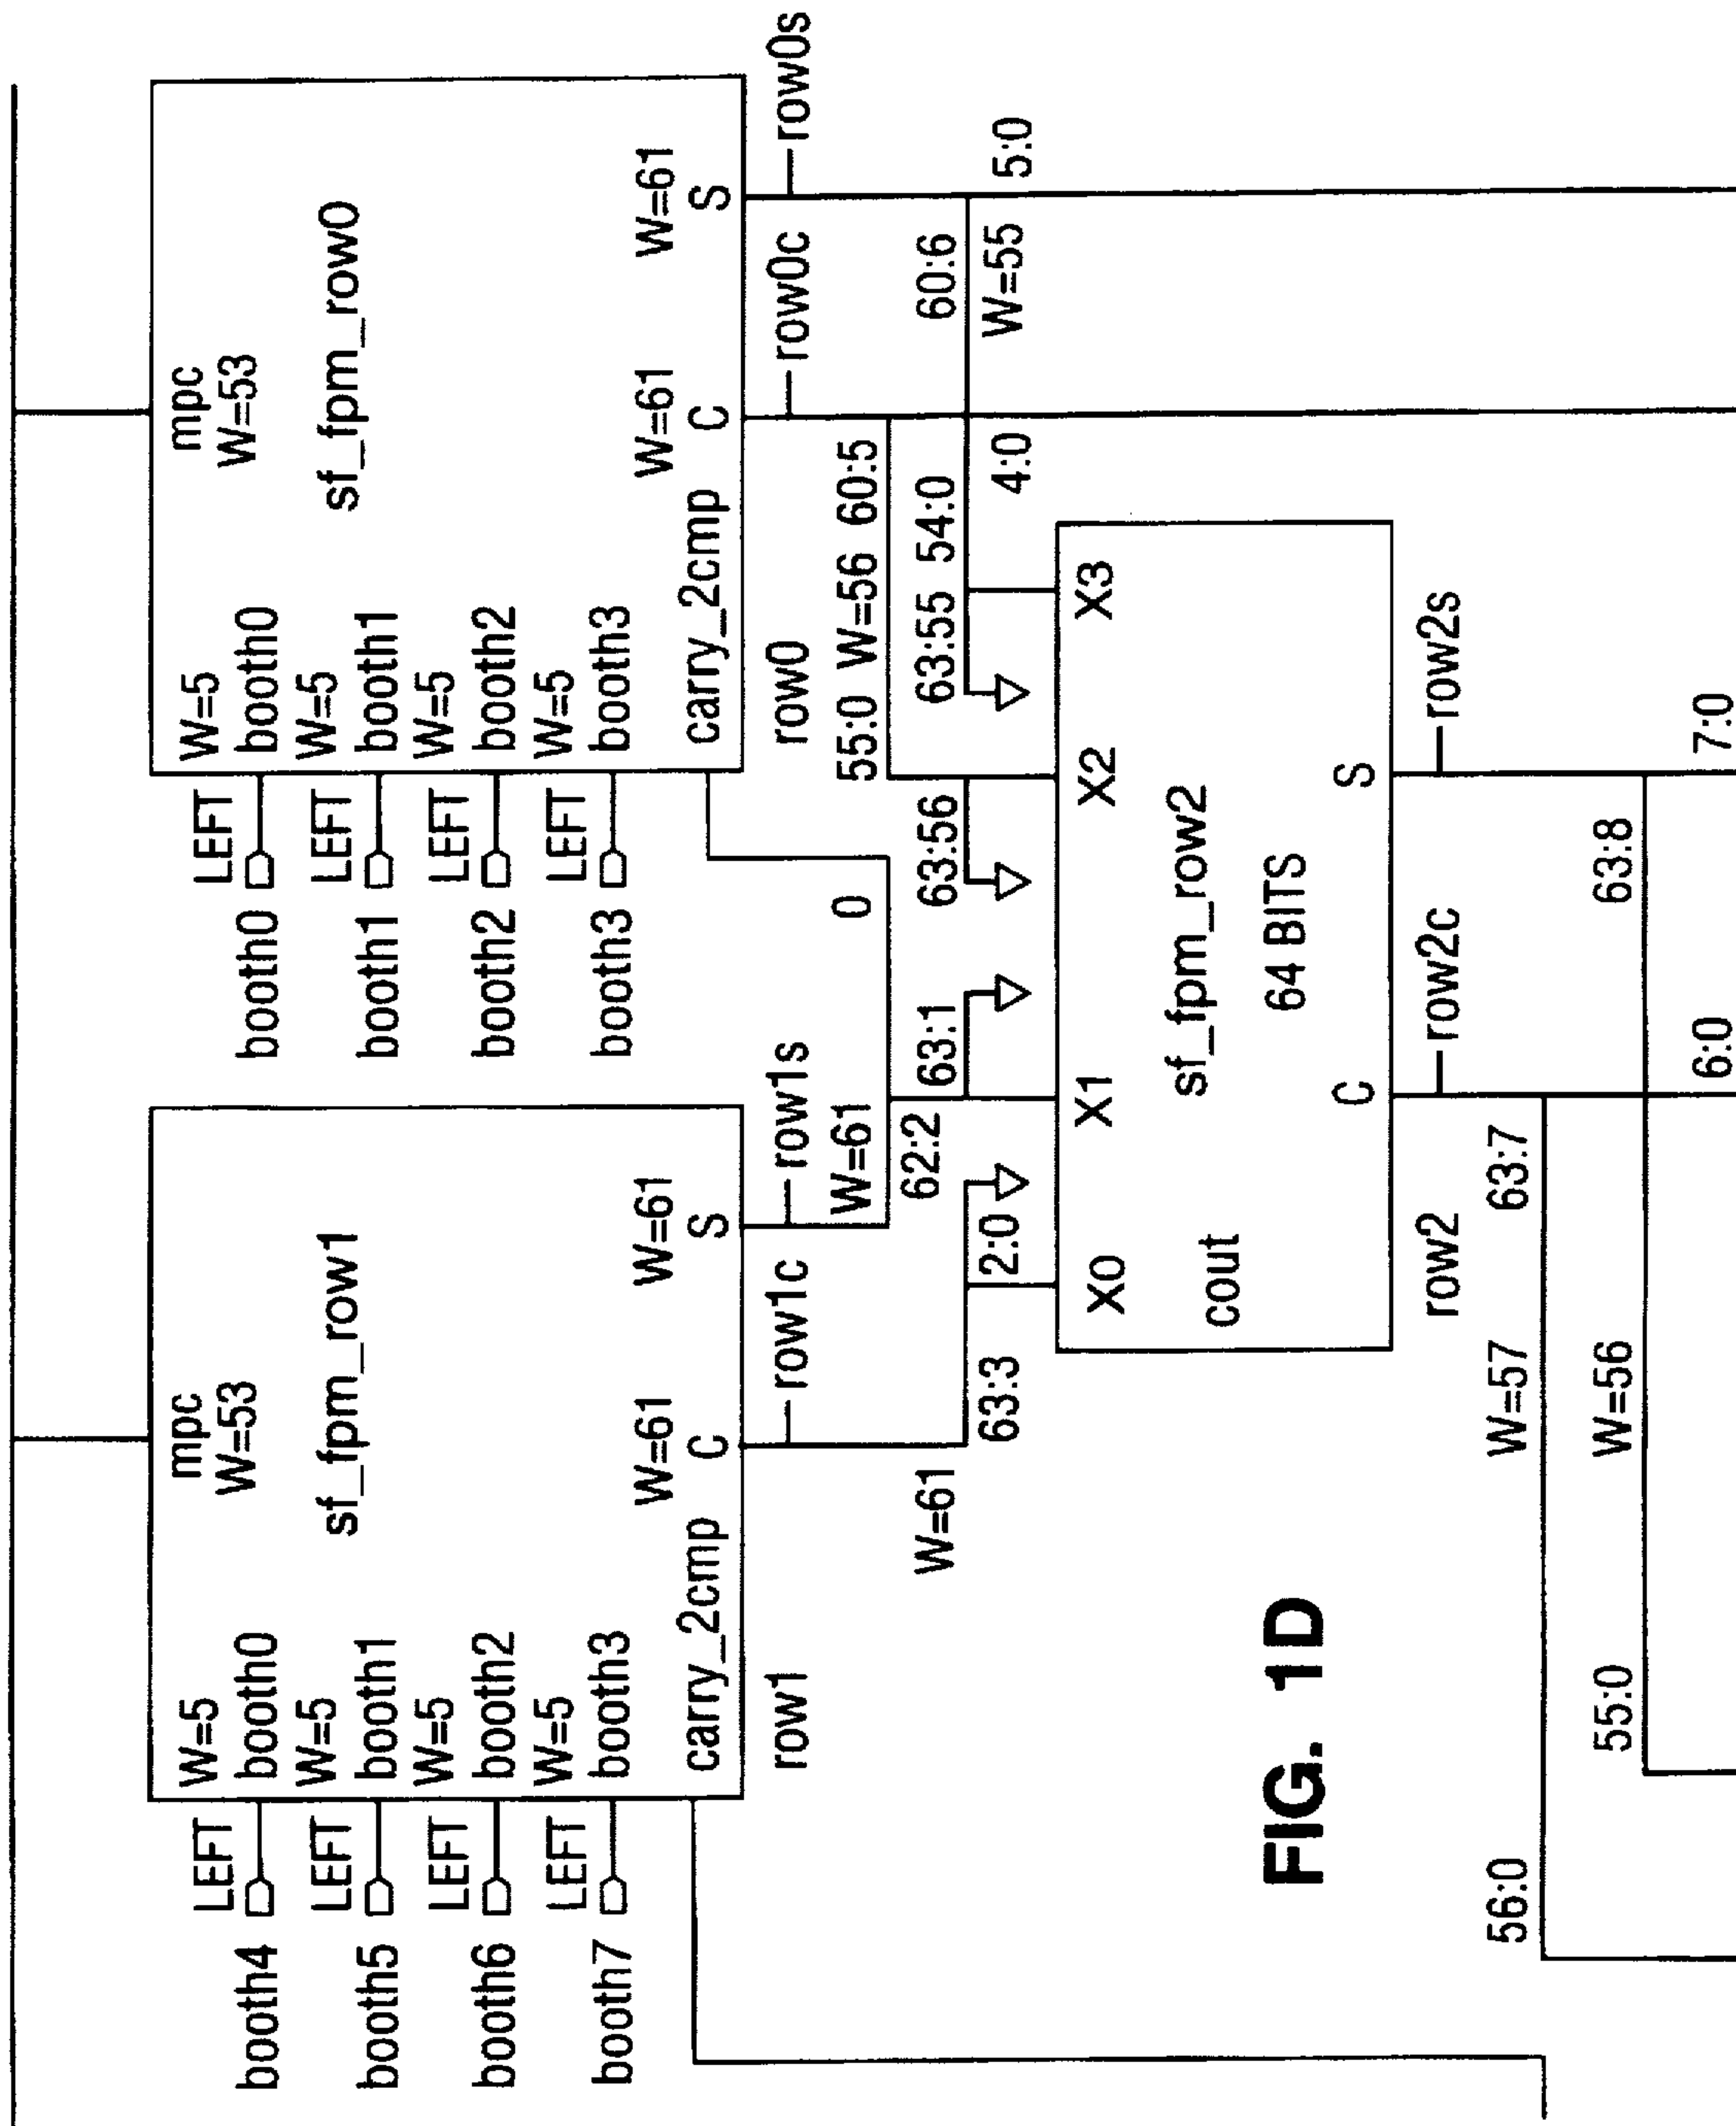 mpc
W=53
sf_fpm_row1
W=5
booth0
W=5
booth1
W=5
booth2
W=5
booth3
carry_2cmp
W=61
C
W=61
S
LEFT
booth4
LEFT
booth5
LEFT
booth6
LEFT
booth7
row1
row1c
row1s
mpc
W=53
sf_fpm_row0
W=5
booth0
W=5
booth1
W=5
booth2
W=5
booth3
carry_2cmp
W=61
C
W=61
S
LEFT
booth0
LEFT
booth1
LEFT
booth2
LEFT
booth3
row0
row0c
row0s
W=61
0
55:0 W=56 60:5
W=61
62:2
63:1
63:56
63:55 54:0
60:6
63:3
2:0
4:0
W=55
5:0
X0
X1
X2
X3
cout
sf_fpm_row2
64 BITS
C
S
row2
row2c
row2s
56:0
W=57
63:7
55:0
W=56
63:8
6:0
7:0
FIG. 1D